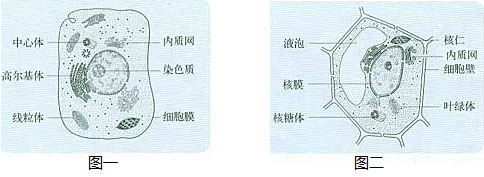 中心体
高尔基体
线粒体
内质网
染色质
细胞膜
图一
液泡
核膜
核糖体
核仁
内质网
细胞壁
叶绿体
图二